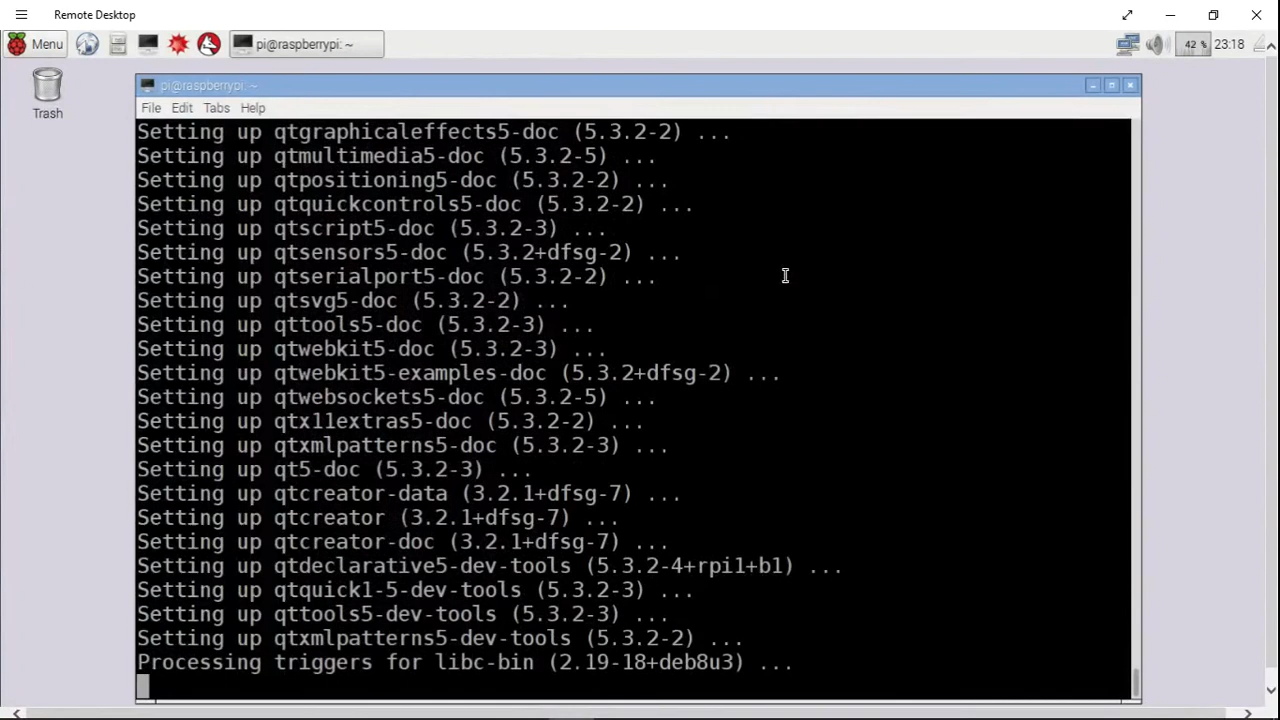 Remote Desktop
Menu
pi@raspberrypi: ~
42 %
23:18
Trash
pi@raspberrypi: ~
File Edit Tabs Help
Setting up qtgraphicaleffects5-doc (5.3.2-2) ...
Setting up qtmultimedia5-doc (5.3.2-5) ...
Setting up qtpositioning5-doc (5.3.2-2) ...
Setting up qtquickcontrols5-doc (5.3.2-2) ...
Setting up qtscript5-doc (5.3.2-3) ...
Setting up qtsensors5-doc (5.3.2+dfsg-2) ...
Setting up qtserialport5-doc (5.3.2-2) ...
Setting up qtsvg5-doc (5.3.2-2) ...
Setting up qttools5-doc (5.3.2-3) ...
Setting up qtwebkit5-doc (5.3.2-3) ...
Setting up qtwebkit5-examples-doc (5.3.2+dfsg-2) ...
Setting up qtwebsockets5-doc (5.3.2-5) ...
Setting up qtx11extras5-doc (5.3.2-2) ...
Setting up qtxmlpatterns5-doc (5.3.2-3) ...
Setting up qt5-doc (5.3.2-3) ...
Setting up qtcreator-data (3.2.1+dfsg-7) ...
Setting up qtcreator (3.2.1+dfsg-7) ...
Setting up qtcreator-doc (3.2.1+dfsg-7) ...
Setting up qtdeclarative5-dev-tools (5.3.2-4+rpi1+b1) ...
Setting up qtquick1-5-dev-tools (5.3.2-3) ...
Setting up qttools5-dev-tools (5.3.2-3) ...
Setting up qtxmlpatterns5-dev-tools (5.3.2-2) ...
Processing triggers for libc-bin (2.19-18+deb8u3) ...